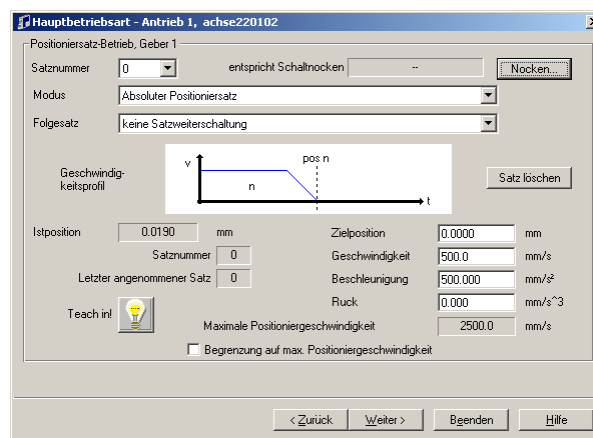 Hauptbetriebsart - Antrieb 1, achse220102
Positioniersatz-Betrieb, Geber 1
Satznummer 0 entspricht Schaltnocken -- Nocken...
Modus Absoluter Positioniersatz
Folgesatz keine Satzweiterschaltung
Geschwindig-
keitsprofil
v
pos n
n
t
Satz löschen
Istposition 0.0190 mm Zielposition 0.0000 mm
Satznummer 0 Geschwindigkeit 500.0 mm/s
Letzter angenommener Satz 0 Beschleunigung 500.000 mm/s²
Ruck 0.000 mm/s^3
Teach in!
Maximale Positioniergeschwindigkeit 2500.0 mm/s
Begrenzung auf max. Positioniergeschwindigkeit
< Zurück Weiter > Beenden Hilfe